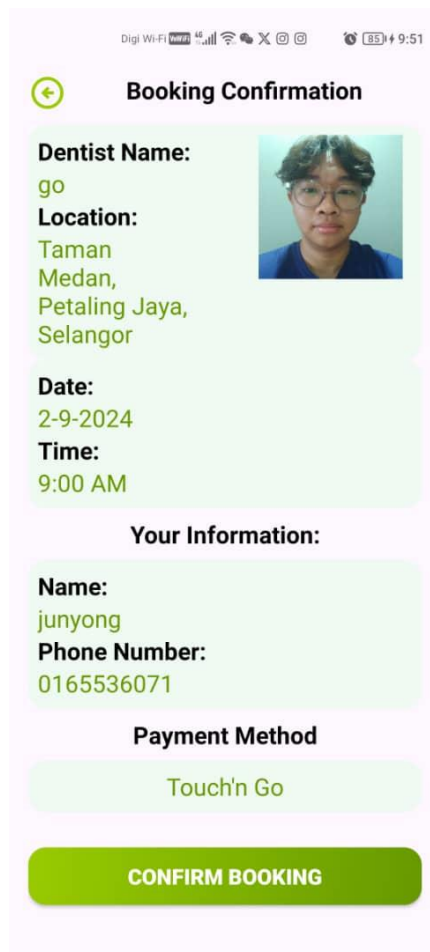 Digi Wi-Fi VoWiFi 4G 85 9:51
Booking Confirmation
Dentist Name:
go
Location:
Taman
Medan,
Petaling Jaya,
Selangor
Date:
2-9-2024
Time:
9:00 AM
Your Information:
Name:
junyong
Phone Number:
0165536071
Payment Method
Touch'n Go
CONFIRM BOOKING